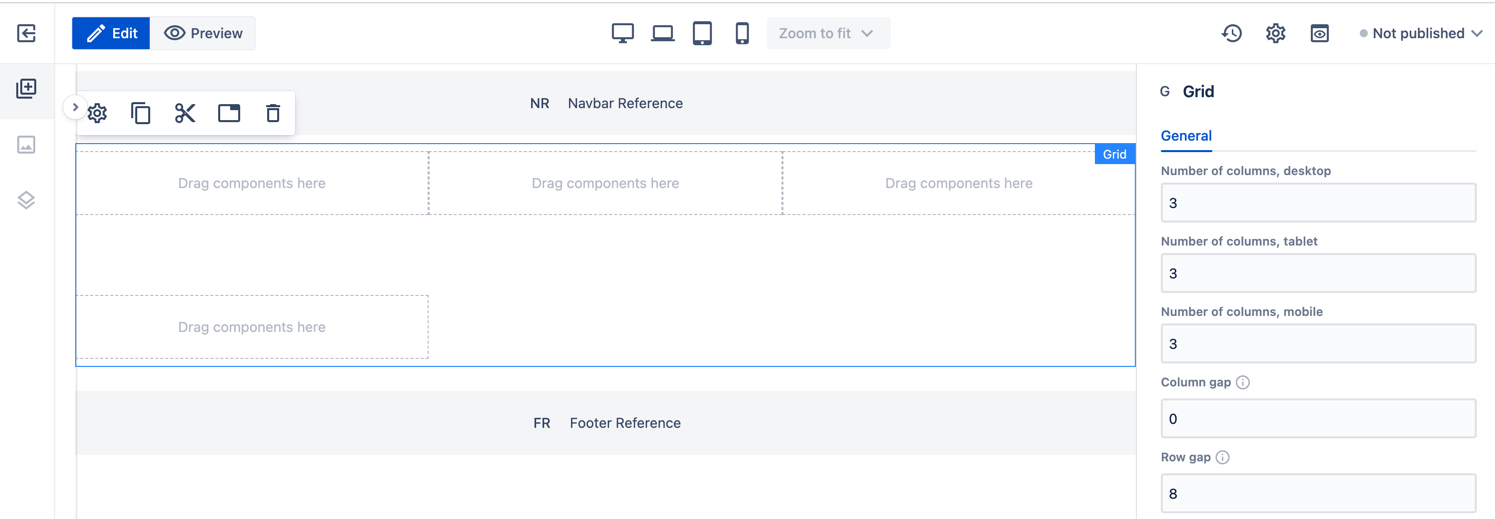 Edit
Preview
Zoom to fit
Not published
NR Navbar Reference
Grid
Drag components here
Drag components here
Drag components here
Drag components here
FR Footer Reference
G Grid
General
Number of columns, desktop
3
Number of columns, tablet
3
Number of columns, mobile
3
Column gap
0
Row gap
8